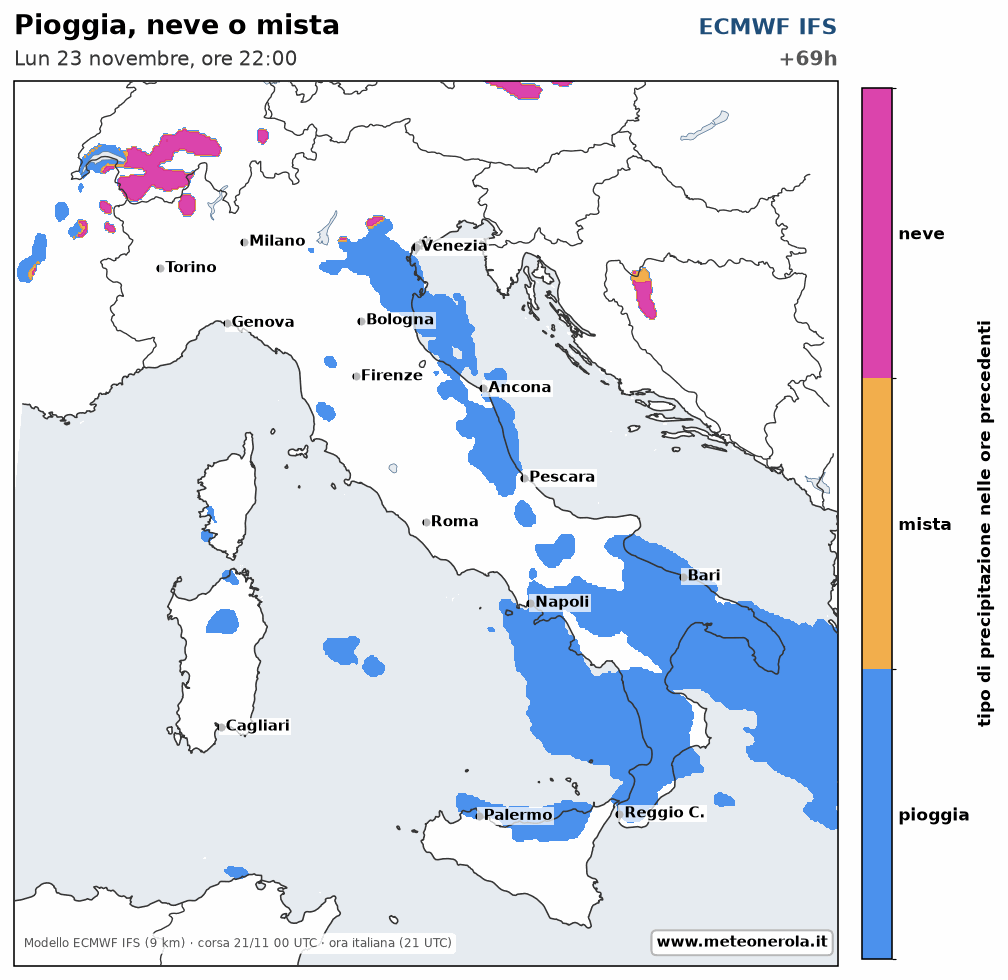 Pioggia, neve o mista
ECMWF IFS
Lun 23 novembre, ore 22:00
+69h
neve
Milano
Venezia
Torino
Genova
Bologna
Firenze
Ancona
Pescara
Roma
mista
Bari
Napoli
Cagliari
Palermo
Reggio C.
pioggia
tipo di precipitazione nelle ore precedenti
Modello ECMWF IFS (9 km) · corsa 21/11 00 UTC · ora italiana (21 UTC)
www.meteonerola.it